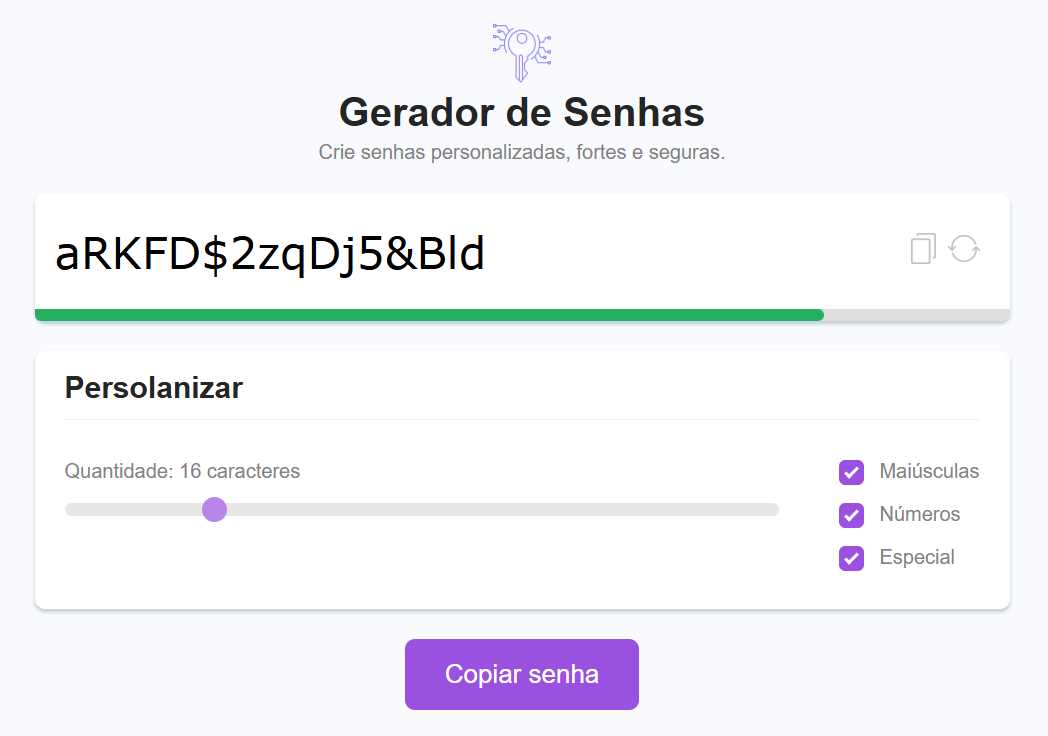 Gerador de Senhas
Crie senhas personalizadas, fortes e seguras.
aRKFD$2zqDj5&Bld
Persolanizar
Quantidade: 16 caracteres
Maiúsculas
Números
Especial
Copiar senha